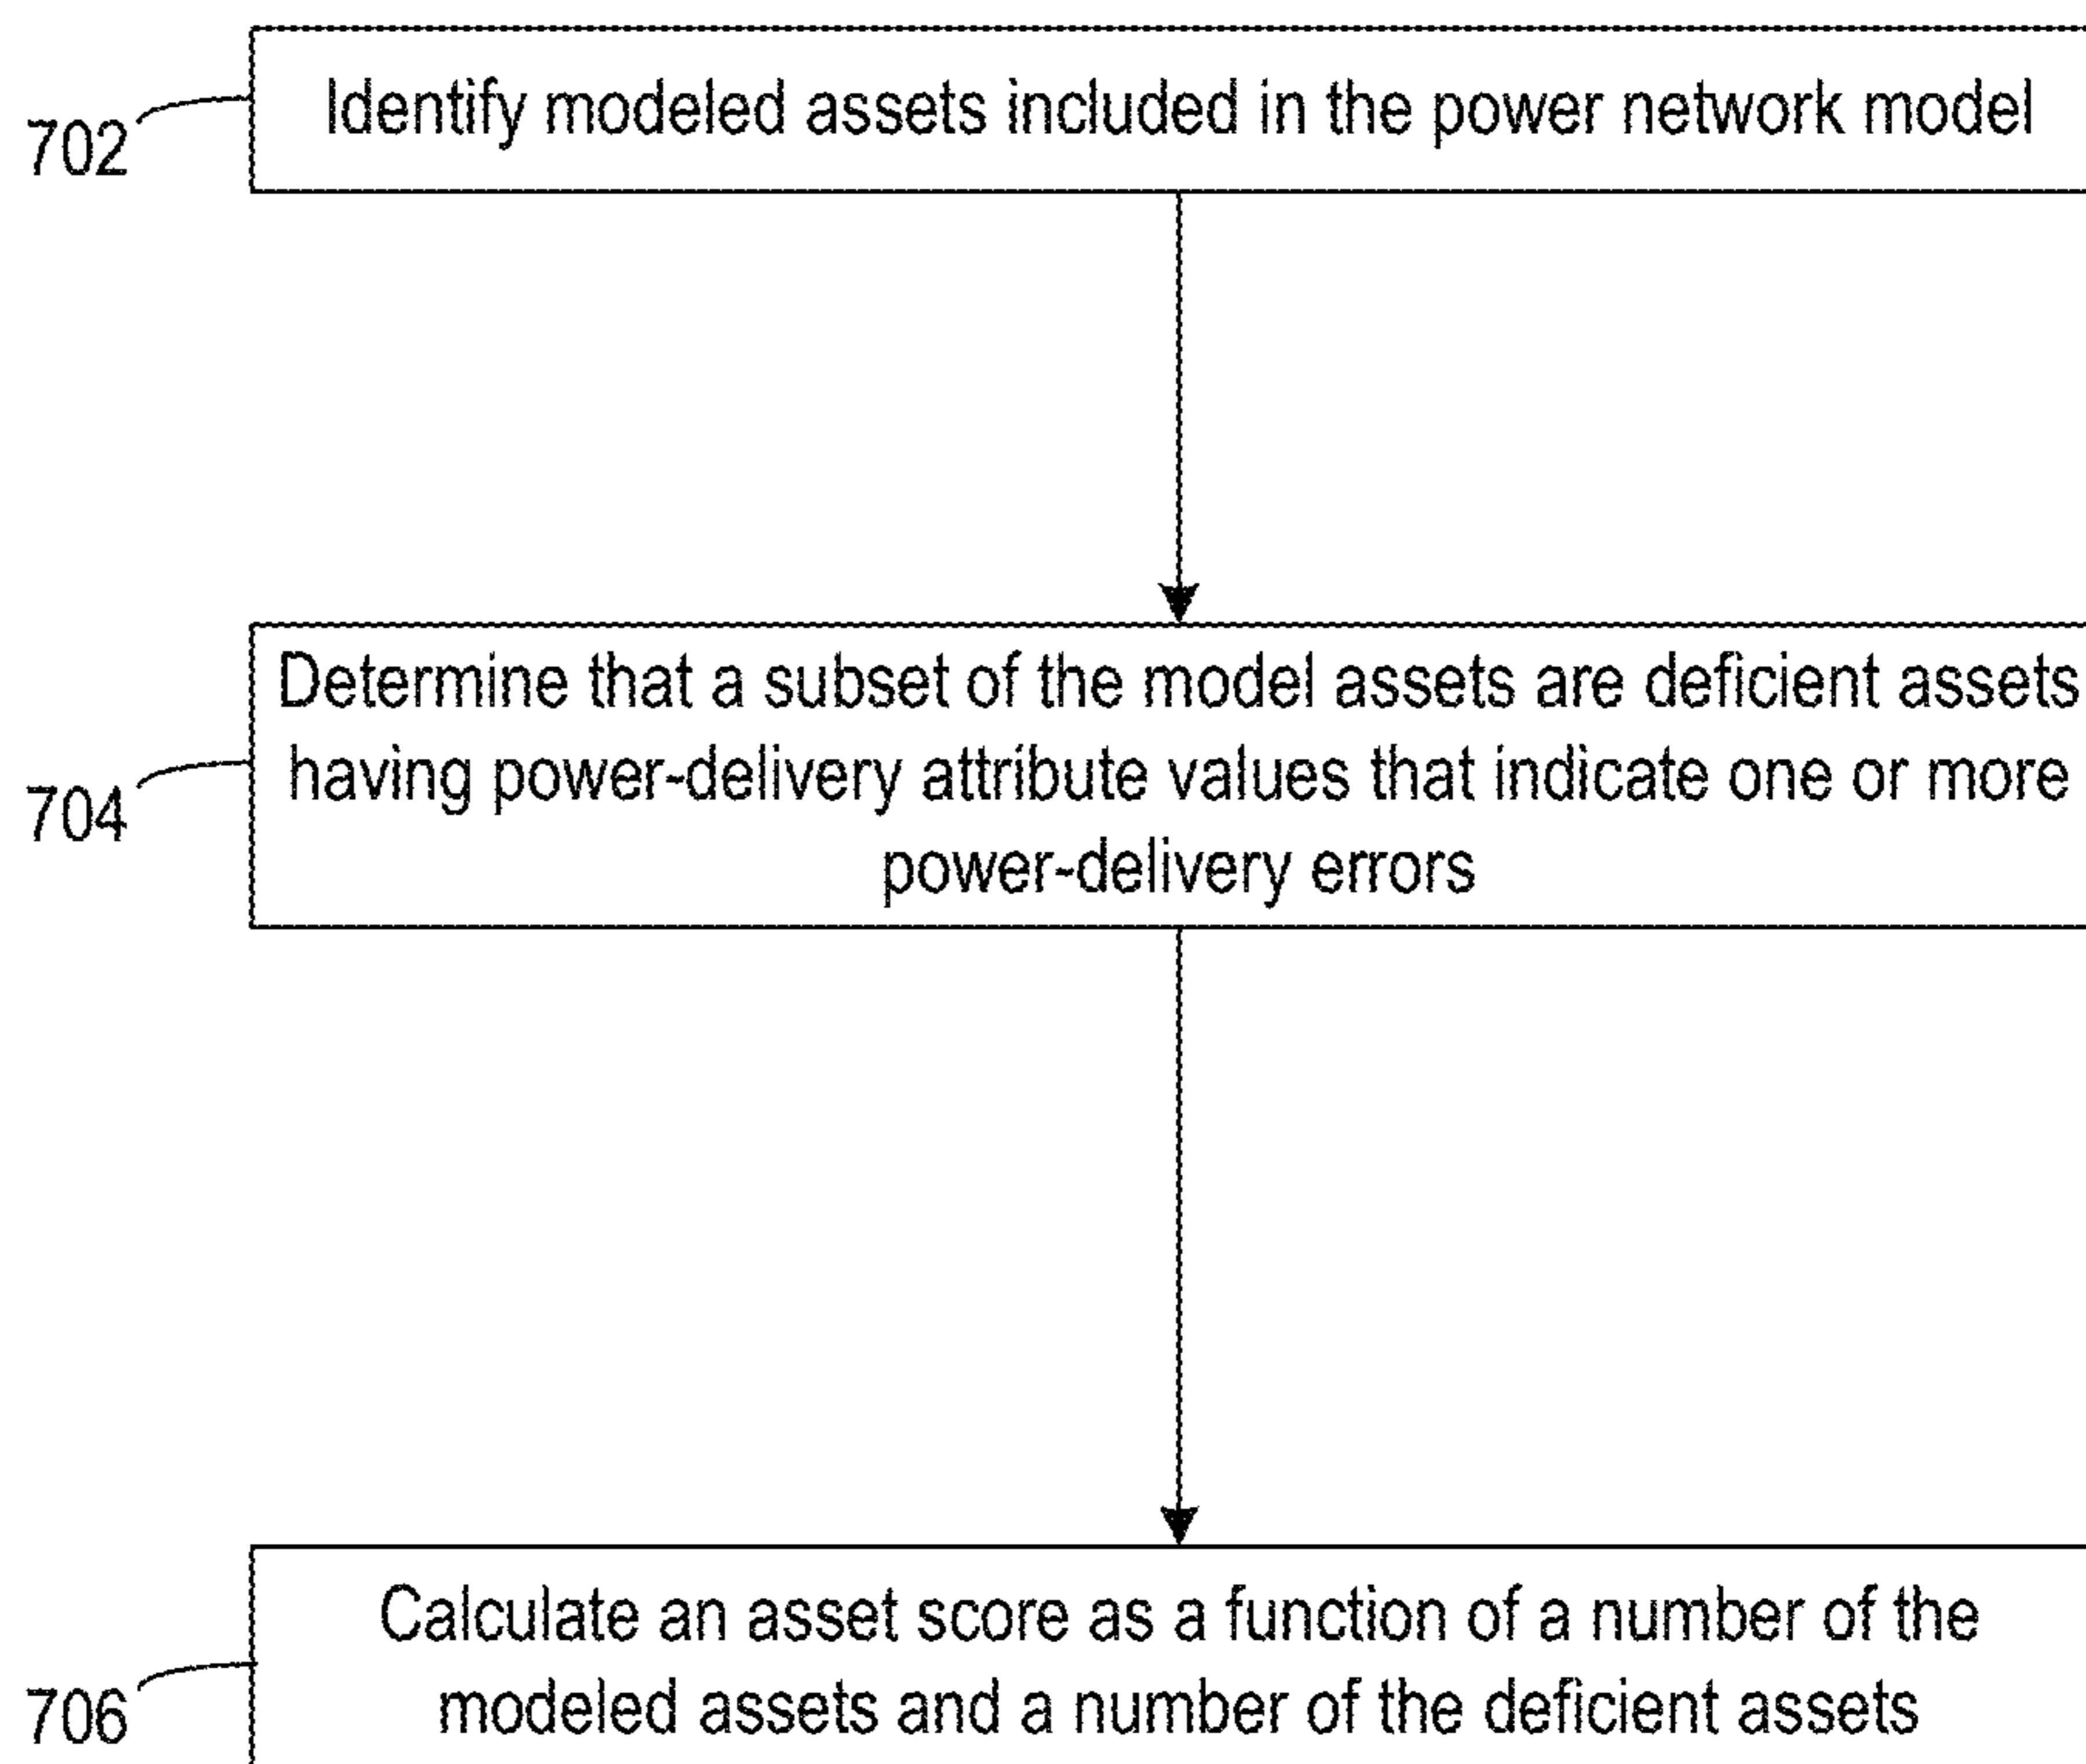 702
Identify modeled assets included in the power network model
704
Determine that a subset of the model assets are deficient assets
having power-delivery attribute values that indicate one or more
power-delivery errors
706
Calculate an asset score as a function of a number of the
modeled assets and a number of the deficient assets